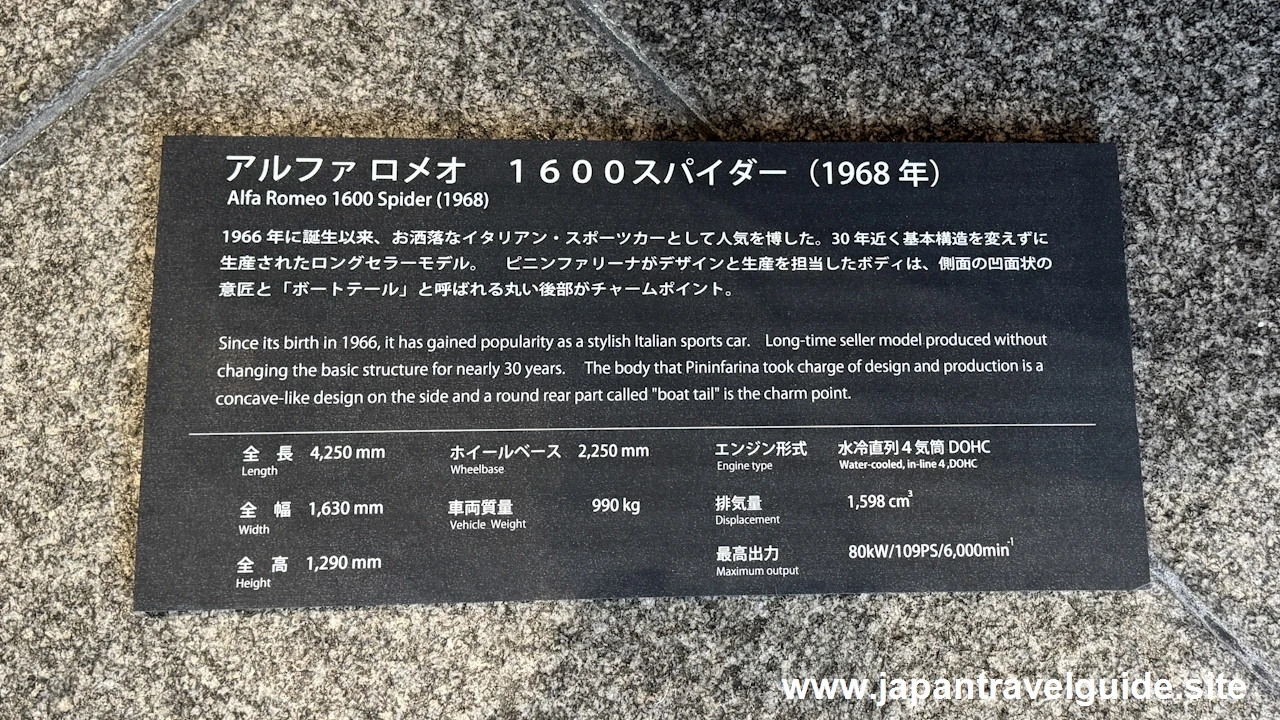 アルファ ロメオ　１６００スパイダー（1968 年）
Alfa Romeo 1600 Spider (1968)
1966 年に誕生以来、お洒落なイタリアン・スポーツカーとして人気を博した。30 年近く基本構造を変えずに
生産されたロングセラーモデル。　ピニンファリーナがデザインと生産を担当したボディは、側面の凹面状の
意匠と「ボートテール」と呼ばれる丸い後部がチャームポイント。
Since its birth in 1966, it has gained popularity as a stylish Italian sports car.　Long-time seller model produced without
changing the basic structure for nearly 30 years.　The body that Pininfarina took charge of design and production is a
concave-like design on the side and a round rear part called "boat tail" is the charm point.
全　長　4,250 mm　ホイールベース　2,250 mm　エンジン形式　水冷直列４気筒 DOHC
Length　Wheelbase　Engine type　Water-cooled, in-line 4 ,DOHC
全　幅　1,630 mm　車両質量　990 kg　排気量　1,598 cm³
Width　Vehicle Weight　Displacement
全　高　1,290 mm　最高出力　80kW/109PS/6,000min⁻¹
Height　Maximum output
www.japantravelguide.site